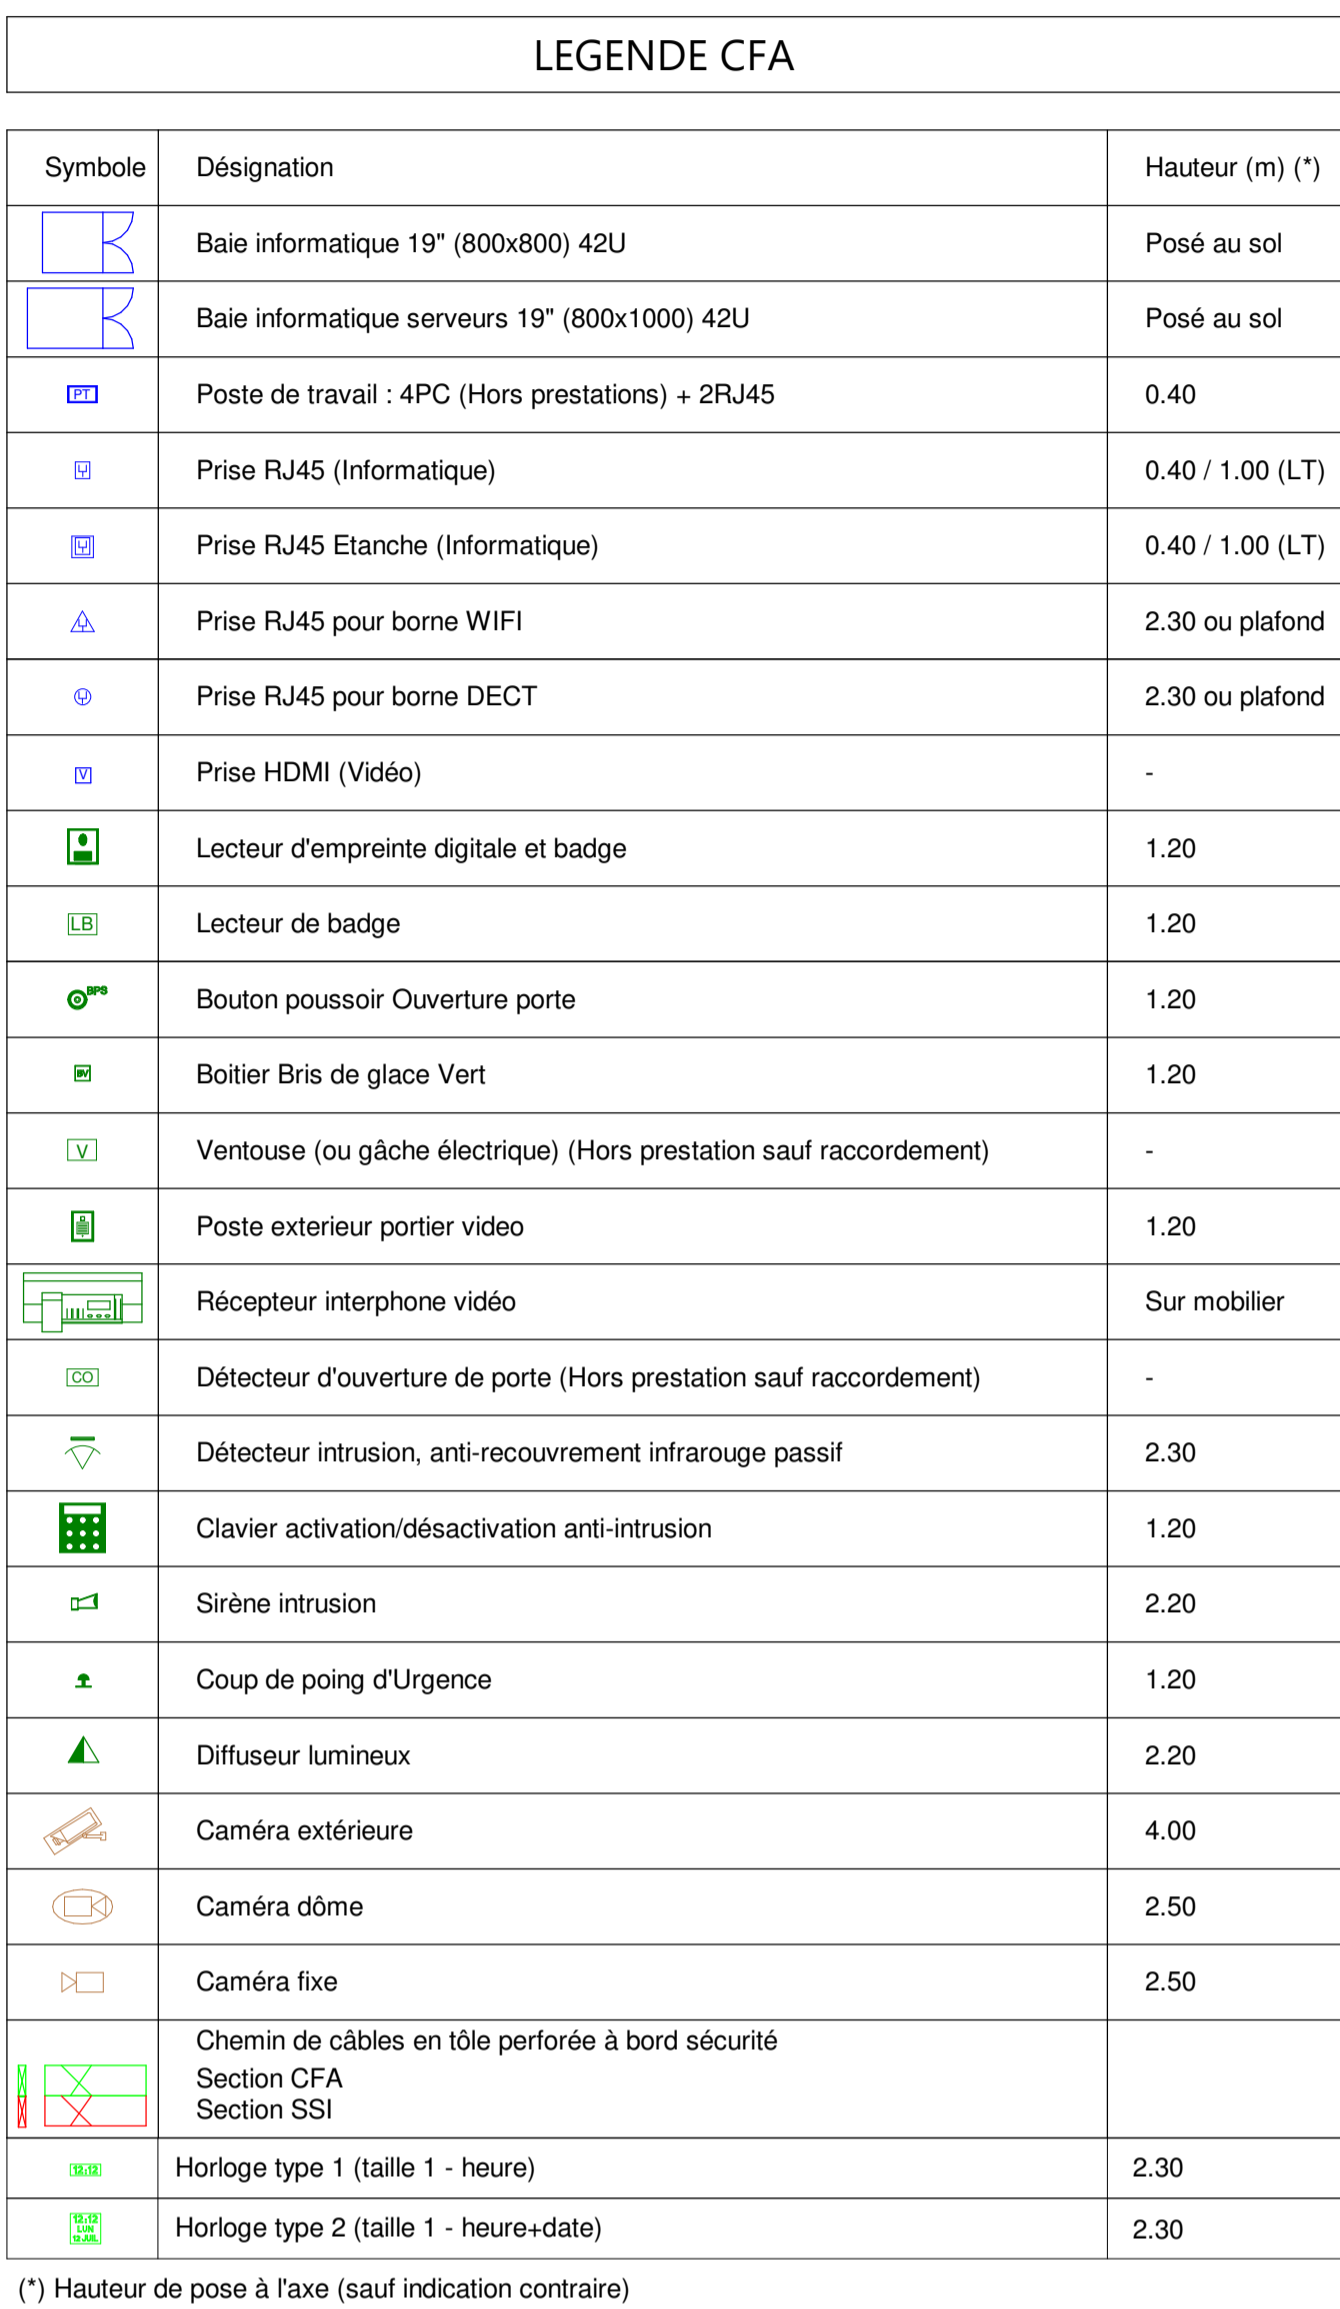 LEGENDE CFA
Symbole Désignation Hauteur (m) (*)
Baie informatique 19" (800x800) 42U Posé au sol
Baie informatique serveurs 19" (800x1000) 42U Posé au sol
PT Poste de travail : 4PC (Hors prestations) + 2RJ45 0.40
Prise RJ45 (Informatique) 0.40 / 1.00 (LT)
Prise RJ45 Etanche (Informatique) 0.40 / 1.00 (LT)
Prise RJ45 pour borne WIFI 2.30 ou plafond
Prise RJ45 pour borne DECT 2.30 ou plafond
V Prise HDMI (Vidéo) -
Lecteur d'empreinte digitale et badge 1.20
LB Lecteur de badge 1.20
BPS Bouton poussoir Ouverture porte 1.20
BV Boitier Bris de glace Vert 1.20
V Ventouse (ou gâche électrique) (Hors prestation sauf raccordement) -
Poste exterieur portier video 1.20
Récepteur interphone vidéo Sur mobilier
CO Détecteur d'ouverture de porte (Hors prestation sauf raccordement) -
Détecteur intrusion, anti-recouvrement infrarouge passif 2.30
Clavier activation/désactivation anti-intrusion 1.20
Sirène intrusion 2.20
Coup de poing d'Urgence 1.20
Diffuseur lumineux 2.20
Caméra extérieure 4.00
Caméra dôme 2.50
Caméra fixe 2.50
Chemin de câbles en tôle perforée à bord sécurité
Section CFA
Section SSI
12:12 Horloge type 1 (taille 1 - heure) 2.30
12:12
LUN
12 JUIL
Horloge type 2 (taille 1 - heure+date) 2.30
(*) Hauteur de pose à l'axe (sauf indication contraire)